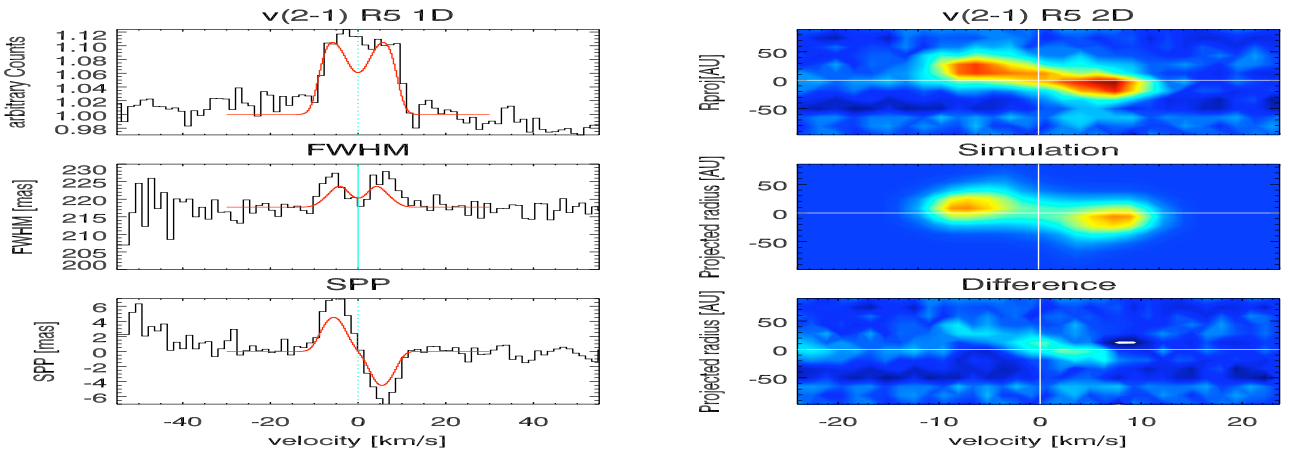 v(2-1) R5 1D
arbitrary Counts
1.12
1.10
1.08
1.06
1.04
1.02
1.00
0.98
FWHM
FWHM [mas]
230
225
220
215
210
205
200
SPP
SPP [mas]
6
4
2
0
-2
-4
-6
-40 -20 0 20 40
velocity [km/s]
v(2-1) R5 2D
Rproj[AU]
50
0
-50
Simulation
Projected radius [AU]
50
0
-50
Difference
Projected radius [AU]
50
0
-50
-20 -10 0 10 20
velocity [km/s]